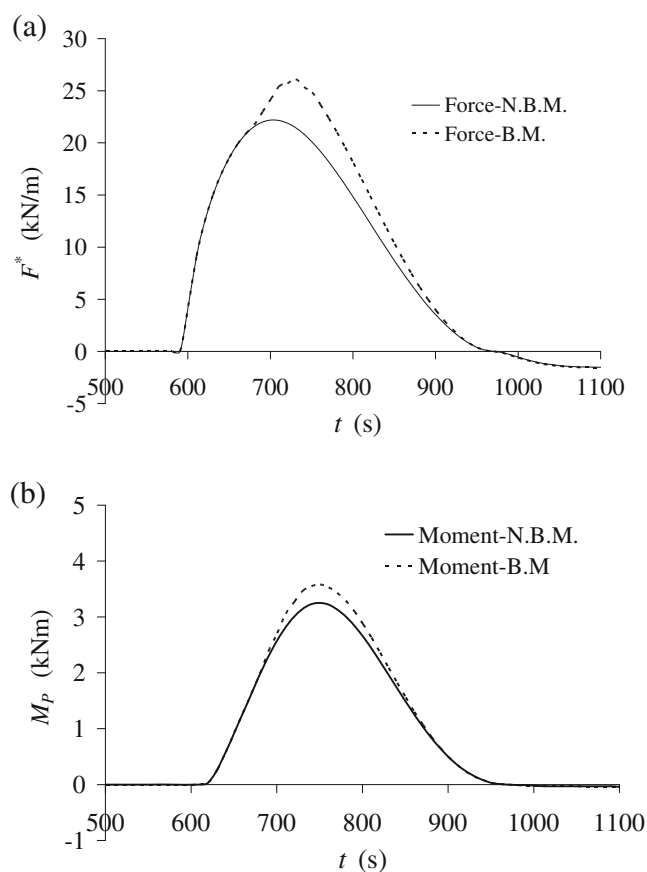 (a)
30
25
20
15
10
5
0
-5
F* (kN/m)
Force-N.B.M.
Force-B.M.
500 600 700 800 900 1000 1100
t (s)
(b)
5
4
3
2
1
0
-1
M_P (kNm)
Moment-N.B.M.
Moment-B.M
500 600 700 800 900 1000 1100
t (s)